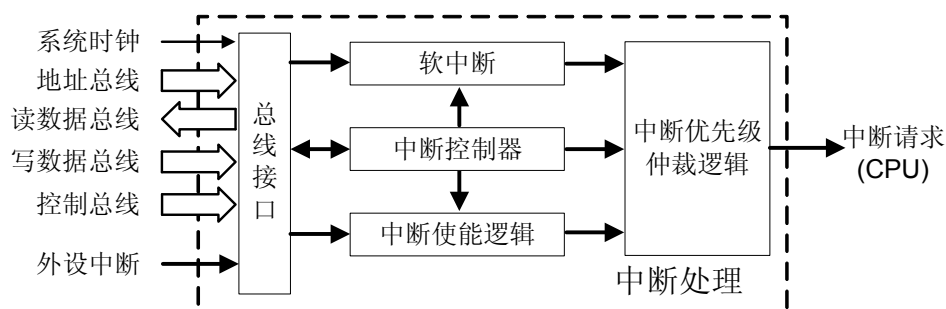 系统时钟
地址总线
读数据总线
写数据总线
控制总线
外设中断
总
线
接
口
软中断
中断控制器
中断使能逻辑
中断优先级
仲裁逻辑
中断处理
中断请求
(CPU)